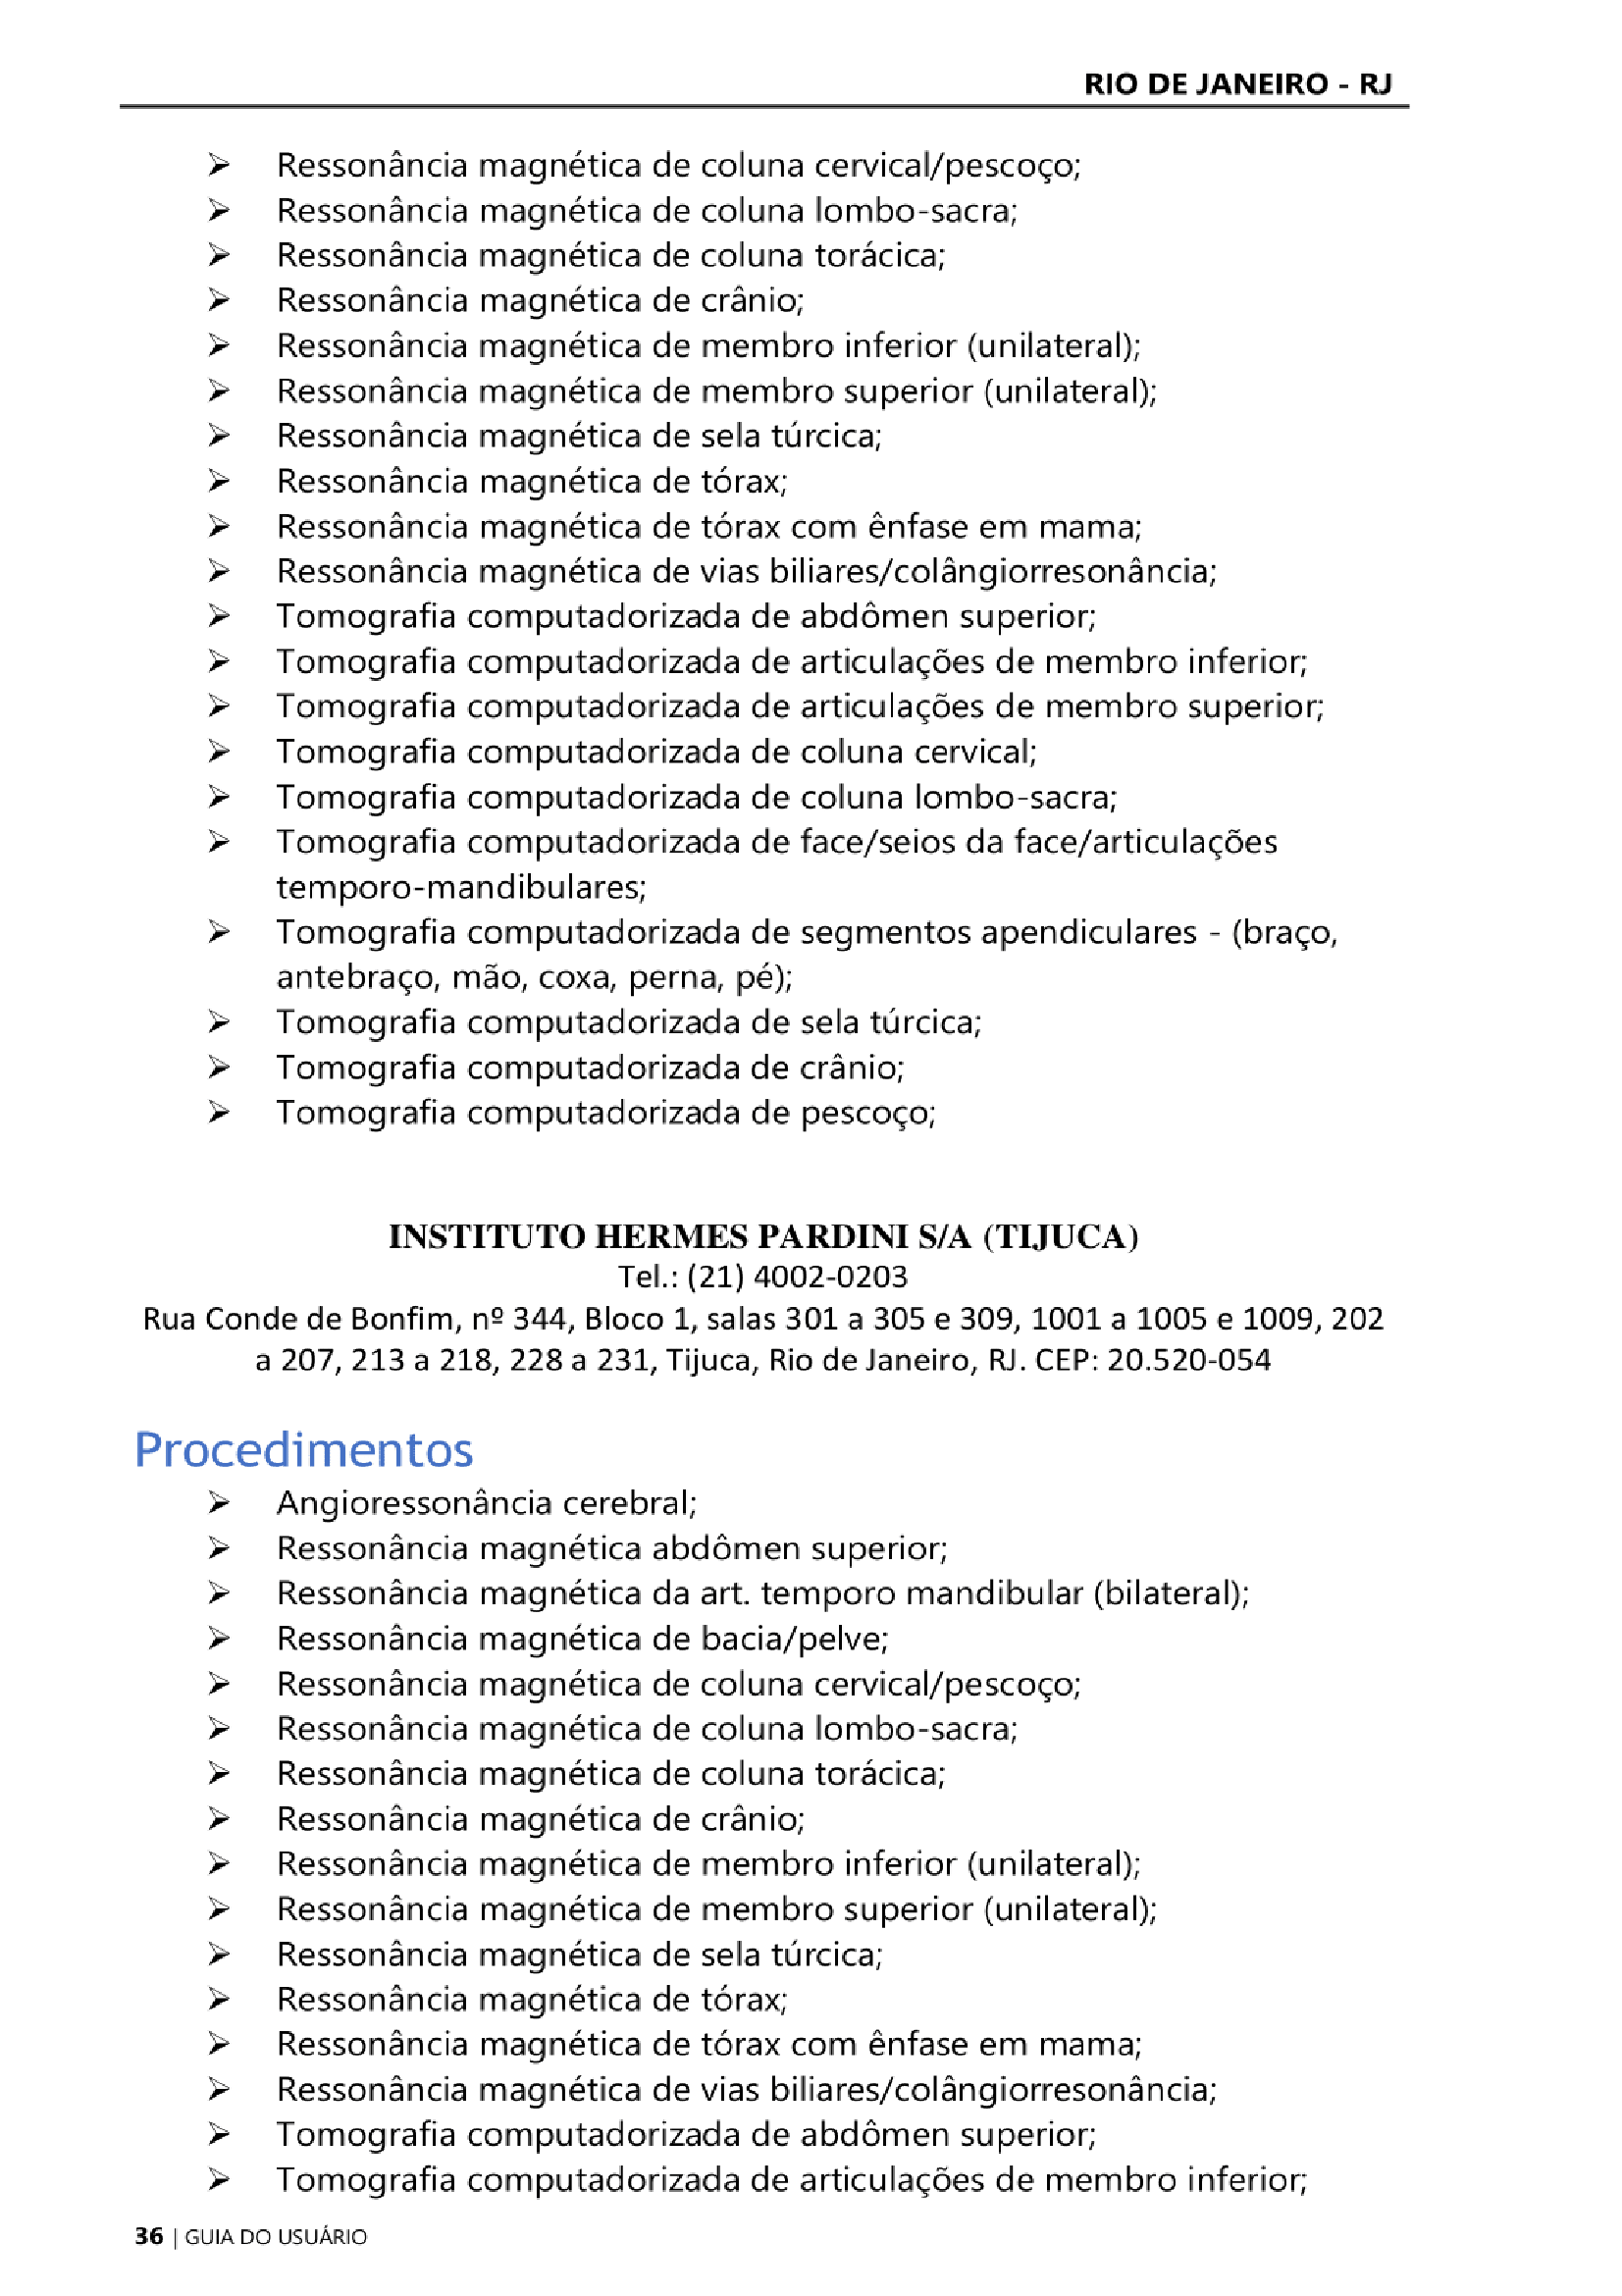 RIO DE JANEIRO - RJ
➢ Ressonância magnética de coluna cervical/pescoço;
➢ Ressonância magnética de coluna lombo-sacra;
➢ Ressonância magnética de coluna torácica;
➢ Ressonância magnética de crânio;
➢ Ressonância magnética de membro inferior (unilateral);
➢ Ressonância magnética de membro superior (unilateral);
➢ Ressonância magnética de sela túrcica;
➢ Ressonância magnética de tórax;
➢ Ressonância magnética de tórax com ênfase em mama;
➢ Ressonância magnética de vias biliares/colângiorresonância;
➢ Tomografia computadorizada de abdômen superior;
➢ Tomografia computadorizada de articulações de membro inferior;
➢ Tomografia computadorizada de articulações de membro superior;
➢ Tomografia computadorizada de coluna cervical;
➢ Tomografia computadorizada de coluna lombo-sacra;
➢ Tomografia computadorizada de face/seios da face/articulações
temporo-mandibulares;
➢ Tomografia computadorizada de segmentos apendiculares - (braço,
antebraço, mão, coxa, perna, pé);
➢ Tomografia computadorizada de sela túrcica;
➢ Tomografia computadorizada de crânio;
➢ Tomografia computadorizada de pescoço;
INSTITUTO HERMES PARDINI S/A (TIJUCA)
Tel.: (21) 4002-0203
Rua Conde de Bonfim, nº 344, Bloco 1, salas 301 a 305 e 309, 1001 a 1005 e 1009, 202
a 207, 213 a 218, 228 a 231, Tijuca, Rio de Janeiro, RJ. CEP: 20.520-054
Procedimentos
➢ Angioressonância cerebral;
➢ Ressonância magnética abdômen superior;
➢ Ressonância magnética da art. temporo mandibular (bilateral);
➢ Ressonância magnética de bacia/pelve;
➢ Ressonância magnética de coluna cervical/pescoço;
➢ Ressonância magnética de coluna lombo-sacra;
➢ Ressonância magnética de coluna torácica;
➢ Ressonância magnética de crânio;
➢ Ressonância magnética de membro inferior (unilateral);
➢ Ressonância magnética de membro superior (unilateral);
➢ Ressonância magnética de sela túrcica;
➢ Ressonância magnética de tórax;
➢ Ressonância magnética de tórax com ênfase em mama;
➢ Ressonância magnética de vias biliares/colângiorresonância;
➢ Tomografia computadorizada de abdômen superior;
➢ Tomografia computadorizada de articulações de membro inferior;
36 | GUIA DO USUÁRIO